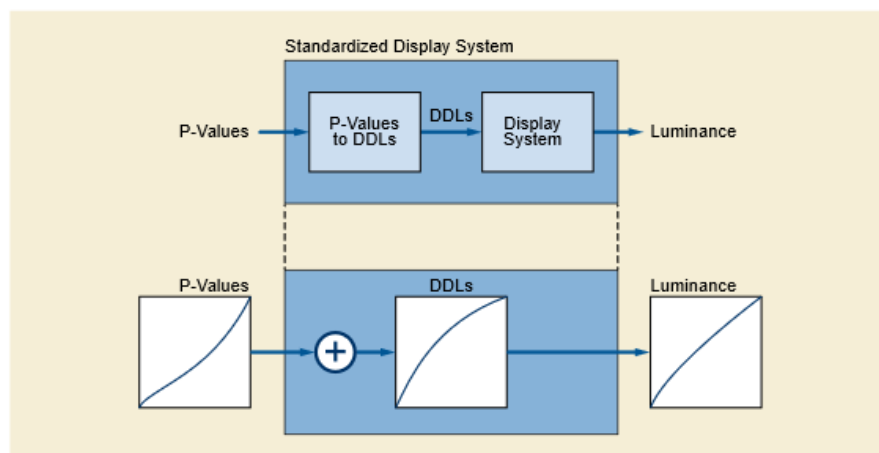 Standardized Display System
P-Values
P-Values
to DDLs
DDLs
Display
System
Luminance
P-Values
DDLs
Luminance